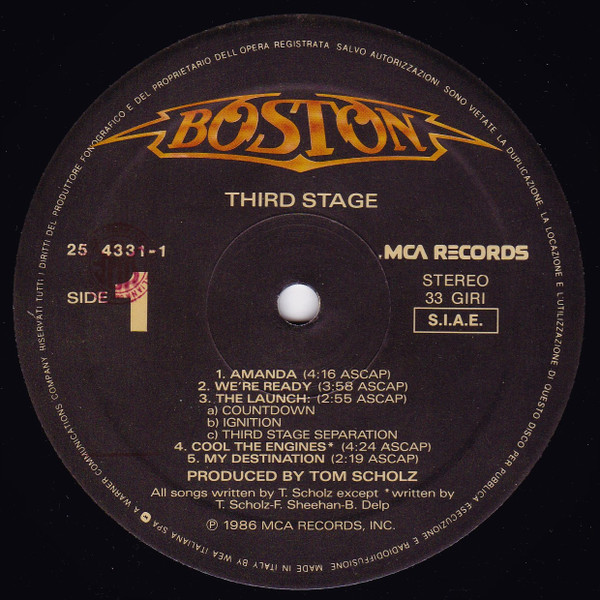 DEL PRODUTTORE FONOGRAFICO E DEL PROPRIETARIO DELL'OPERA REGISTRATA SALVO AUTORIZZAZIONI SONO VIETATE LA DUPLICAZIONE, LA LOCAZIONE E L'UTILIZZAZIONE DI QUESTO DISCO PER PUBBLICA ESECUZIONE E RADIODIFFUSIONE
BOSTON
THIRD STAGE
25 4331-1
MCA RECORDS
SIDE 1
STEREO
33 GIRI
S.I.A.E.
1. AMANDA (4:16 ASCAP)
2. WE'RE READY (3:58 ASCAP)
3. THE LAUNCH: (2:55 ASCAP)
a) COUNTDOWN
b) IGNITION
c) THIRD STAGE SEPARATION
4. COOL THE ENGINES* (4:24 ASCAP)
5. MY DESTINATION (2:19 ASCAP)
PRODUCED BY TOM SCHOLZ
All songs written by T. Scholz except *written by
T. Scholz-F. Sheehan-B. Delp
℗ 1986 MCA RECORDS, INC.
MADE IN ITALY BY WEA ITALIANA SPA A WARNER COMMUNICATIONS COMPANY RISERVATI TUTTI I DIRITTI